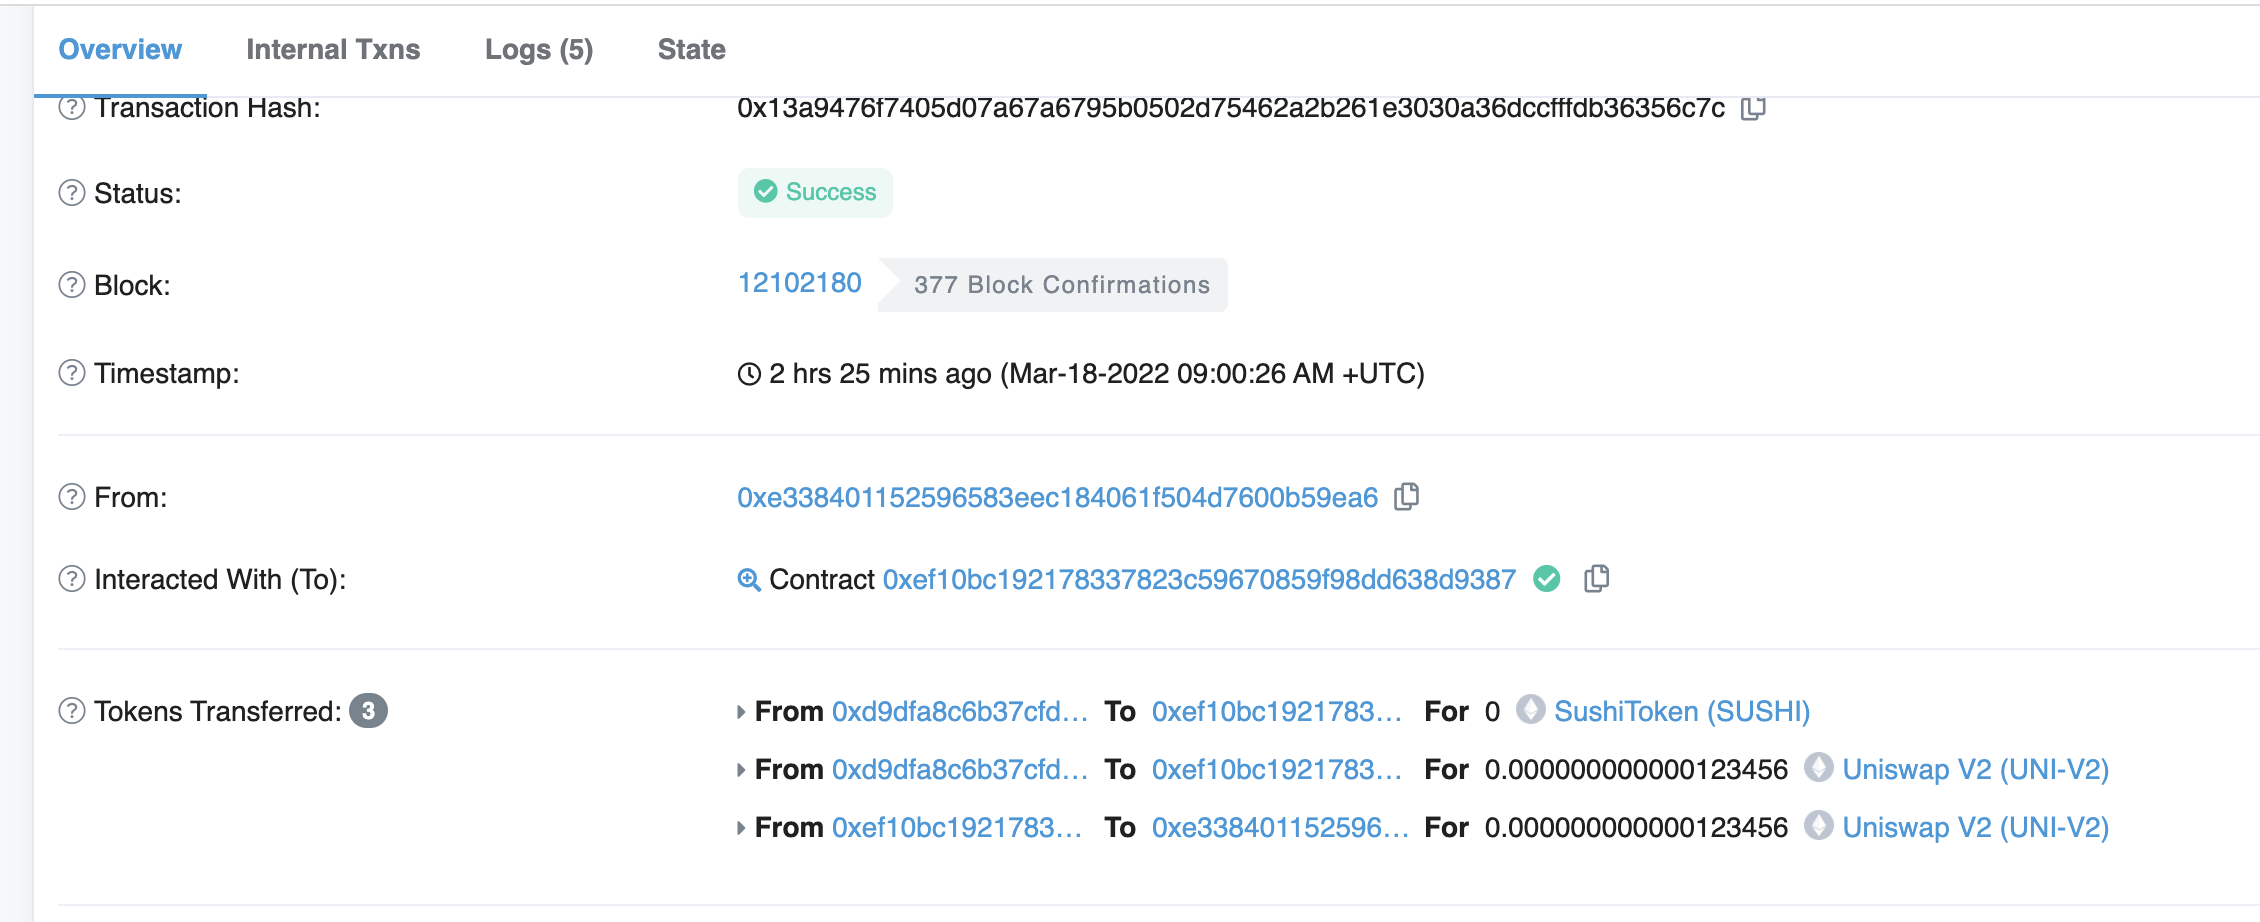 Overview Internal Txns Logs (5) State
Transaction Hash: 0x13a9476f7405d07a67a6795b0502d75462a2b261e3030a36dccfffdb36356c7c
Status: Success
Block: 12102180 377 Block Confirmations
Timestamp: 2 hrs 25 mins ago (Mar-18-2022 09:00:26 AM +UTC)
From: 0xe338401152596583eec184061f504d7600b59ea6
Interacted With (To): Contract 0xef10bc192178337823c59670859f98dd638d9387
Tokens Transferred: 3 From 0xd9dfa8c6b37cfd... To 0xef10bc1921783... For 0 SushiToken (SUSHI)
From 0xd9dfa8c6b37cfd... To 0xef10bc1921783... For 0.000000000000123456 Uniswap V2 (UNI-V2)
From 0xef10bc1921783... To 0xe338401152596... For 0.000000000000123456 Uniswap V2 (UNI-V2)